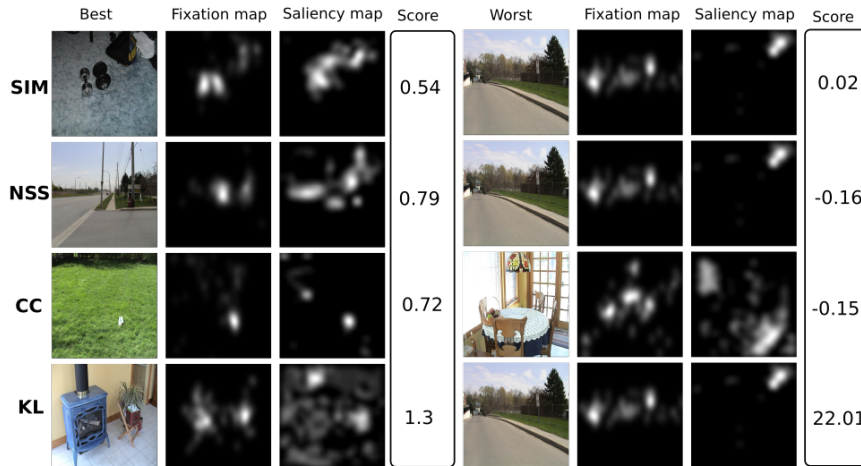 Best Fixation map Saliency map Score Worst Fixation map Saliency map Score
SIM 0.54 0.02
NSS 0.79 -0.16
CC 0.72 -0.15
KL 1.3 22.01